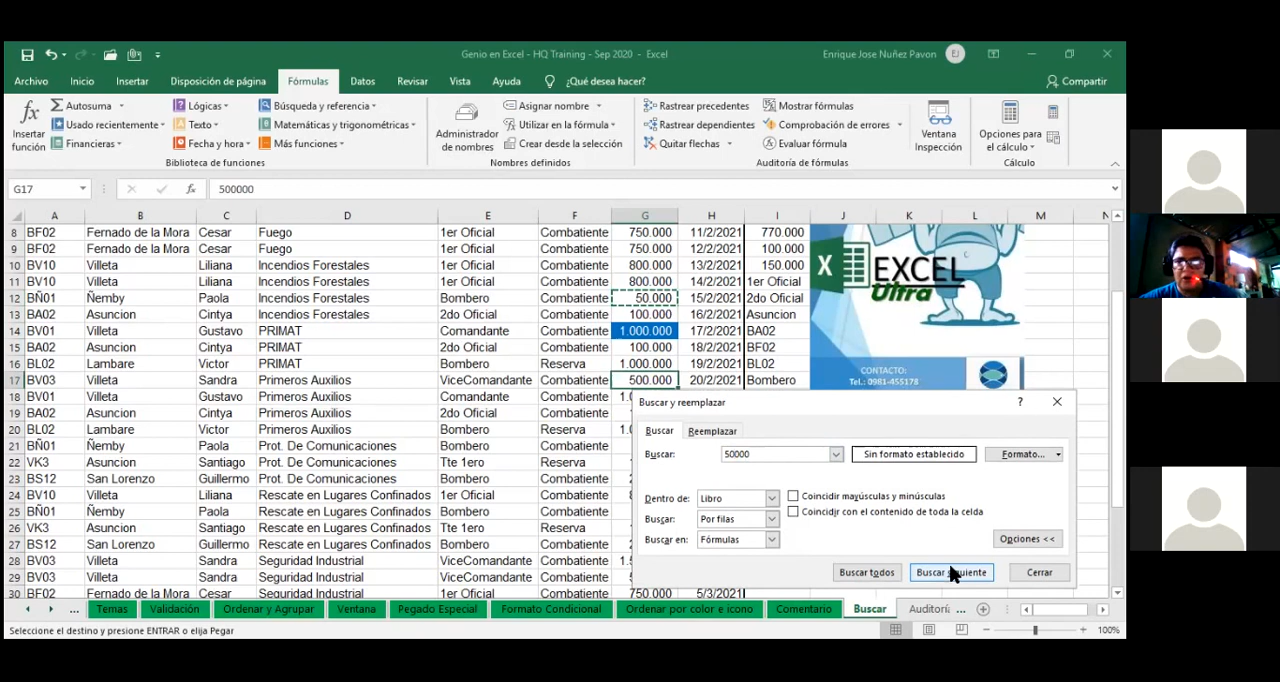 Genio en Excel - HQ Training - Sep 2020 - Excel
Enrique Jose Nuñez Pavon EJ
Archivo Inicio Insertar Disposición de página Fórmulas Datos Revisar Vista Ayuda ¿Qué desea hacer? Compartir
fx Insertar función
Autosuma
Usado recientemente
Financieras
Lógicas
Texto
Fecha y hora
Búsqueda y referencia
Matemáticas y trigonométricas
Más funciones
Biblioteca de funciones
Administrador de nombres
Asignar nombre
Utilizar en la fórmula
Crear desde la selección
Nombres definidos
Rastrear precedentes
Rastrear dependientes
Quitar flechas
Mostrar fórmulas
Comprobación de errores
Evaluar fórmula
Auditoría de fórmulas
Ventana Inspección
Opciones para el cálculo
Cálculo
G17 fx 500000
A B C D E F G H I J K L M N
8 BF02 Fernado de la Mora Cesar Fuego 1er Oficial Combatiente 750.000 11/2/2021 770.000
9 BF02 Fernado de la Mora Cesar Fuego 1er Oficial Combatiente 750.000 12/2/2021 100.000
10 BV10 Villeta Liliana Incendios Forestales 1er Oficial Combatiente 800.000 13/2/2021 150.000
11 BV10 Villeta Liliana Incendios Forestales 1er Oficial Combatiente 800.000 14/2/2021 1er Oficial
12 BÑ01 Ñemby Paola Incendios Forestales Bombero Combatiente 50.000 15/2/2021 2do Oficial
13 BA02 Asuncion Cintya Incendios Forestales 2do Oficial Combatiente 100.000 16/2/2021 Asuncion
14 BV01 Villeta Gustavo PRIMAT Comandante Combatiente 1.000.000 17/2/2021 BA02
15 BA02 Asuncion Cintya PRIMAT 2do Oficial Combatiente 100.000 18/2/2021 BF02
16 BL02 Lambare Victor PRIMAT Bombero Reserva 1.000.000 19/2/2021 BL02
17 BV03 Villeta Sandra Primeros Auxilios ViceComandante Combatiente 500.000 20/2/2021 Bombero
18 BV01 Villeta Gustavo Primeros Auxilios Comandante Combatiente 1.0
19 BA02 Asuncion Cintya Primeros Auxilios 2do Oficial Combatiente
20 BL02 Lambare Victor Primeros Auxilios Bombero Reserva 1.0
21 BÑ01 Ñemby Paola Prot. De Comunicaciones Bombero Combatiente
22 VK3 Asuncion Santiago Prot. De Comunicaciones Tte 1ero Reserva
23 BS12 San Lorenzo Guillermo Prot. De Comunicaciones Bombero Combatiente
24 BV10 Villeta Liliana Rescate en Lugares Confinados 1er Oficial Combatiente 8
25 BÑ01 Ñemby Paola Rescate en Lugares Confinados Bombero Combatiente
26 VK3 Asuncion Santiago Rescate en Lugares Confinados Tte 1ero Reserva
27 BS12 San Lorenzo Guillermo Rescate en Lugares Confinados Bombero Combatiente
28 BV03 Villeta Sandra Seguridad Industrial ViceComandante Combatiente
29 BV03 Villeta Sandra Seguridad Industrial ViceComandante Combatiente
30 BF02 Fernado de la Mora Cesar Seguridad Industrial 1er Oficial Combatiente 750.000 5/3/2021
X EXCEL
Ultra
CONTACTO:
Tel.: 0981-455178
Buscar y reemplazar ?
Buscar Reemplazar
Buscar: 50000 Sin formato establecido Formato...
Dentro de: Libro Coincidir mayúsculas y minúsculas
Buscar: Por filas Coincidir con el contenido de toda la celda
Buscar en: Fórmulas Opciones <<
Buscar todos Buscar siguiente Cerrar
... Temas Validación Ordenar y Agrupar Ventana Pegado Especial Formato Condicional Ordenar por color e icono Comentario Buscar Auditoría ...
Seleccione el destino y presione ENTRAR o elija Pegar 100%